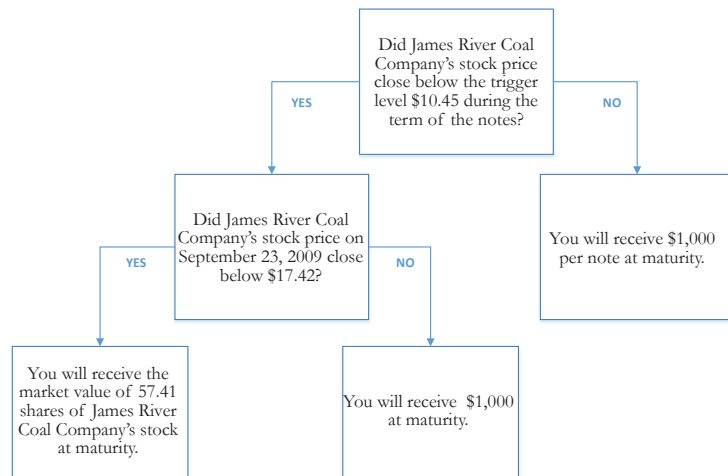 Did James River Coal
Company's stock price
close below the trigger
level $10.45 during the
term of the notes?
YES
NO
Did James River Coal
Company's stock price on
September 23, 2009 close
below $17.42?
You will receive $1,000
per note at maturity.
YES
NO
You will receive the
market value of 57.41
shares of James River
Coal Company's stock
at maturity.
You will receive $1,000
at maturity.